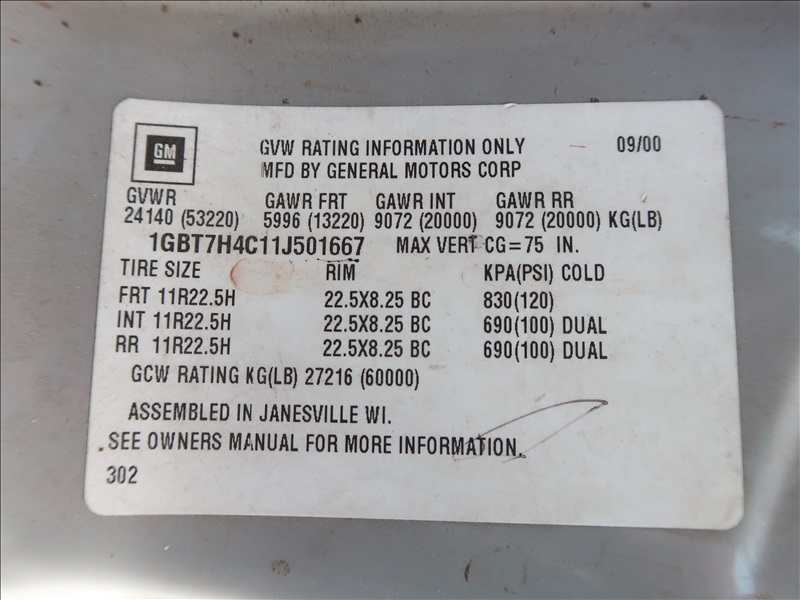 GM GVW RATING INFORMATION ONLY 09/00
MFD BY GENERAL MOTORS CORP
GVWR GAWR FRT GAWR INT GAWR RR
24140 (53220) 5996 (13220) 9072 (20000) 9072 (20000) KG(LB)
1GBT7H4C11J501667 MAX VERT CG=75 IN.
TIRE SIZE RIM KPA(PSI) COLD
FRT 11R22.5H 22.5X8.25 BC 830(120)
INT 11R22.5H 22.5X8.25 BC 690(100) DUAL
RR 11R22.5H 22.5X8.25 BC 690(100) DUAL
GCW RATING KG(LB) 27216 (60000)
ASSEMBLED IN JANESVILLE WI.
SEE OWNERS MANUAL FOR MORE INFORMATION.
302